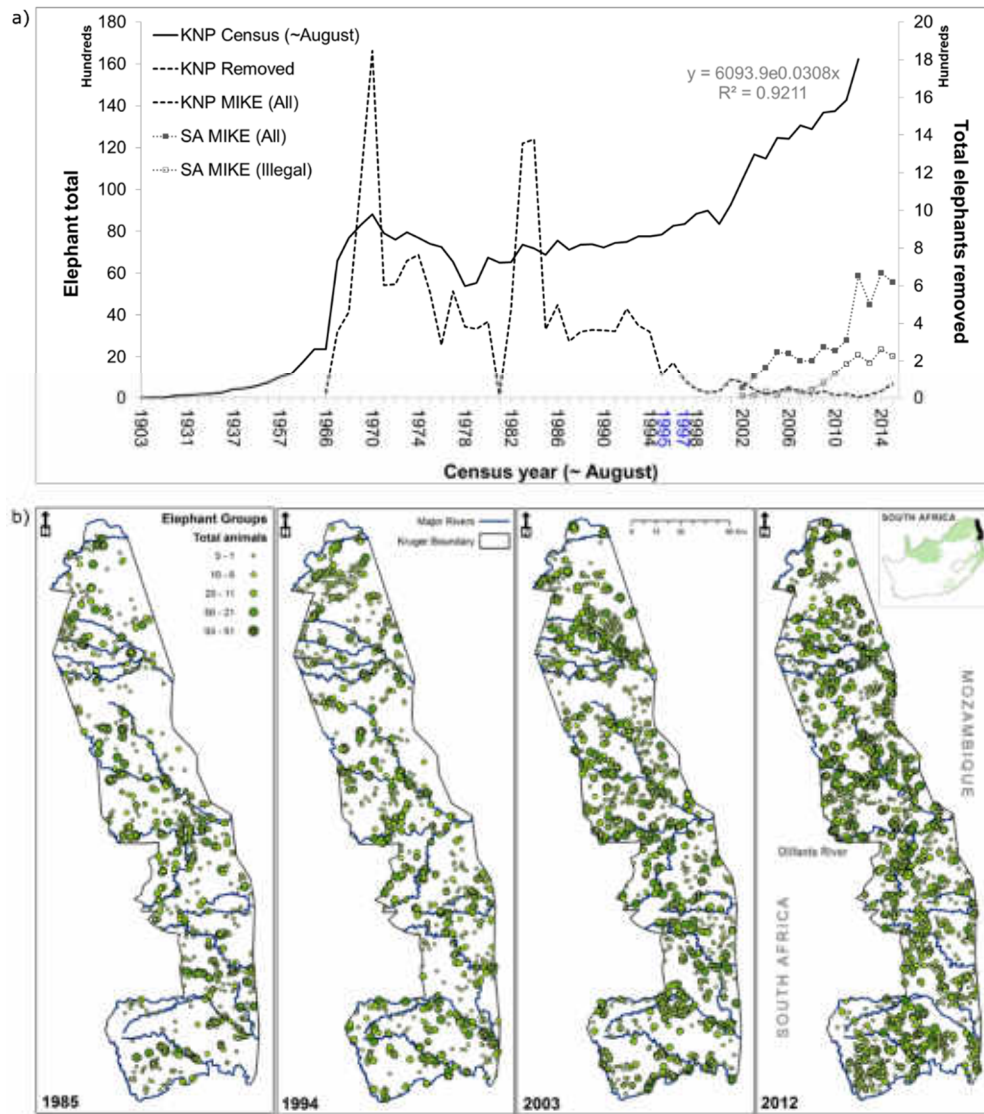 a)
180
160
140
120
100
80
60
40
20
0
Hundreds
Elephant total
KNP Census (~August)
KNP Removed
KNP MIKE (All)
SA MIKE (All)
SA MIKE (Illegal)
y = 6093.9e0.0308x
R² = 0.9211
20
18
16
14
12
10
8
6
4
2
0
Hundreds
Total elephants removed
1903
1931
1937
1957
1966
1970
1974
1978
1982
1986
1990
1994
1995
1997
1998
2002
2006
2010
2014
Census year (~ August)
b)
Elephant Groups
Total animals
Major Rivers
Kruger Boundary
SOUTH AFRICA
MOZAMBIQUE
Olifants River
SOUTH AFRICA
1985
1994
2003
2012